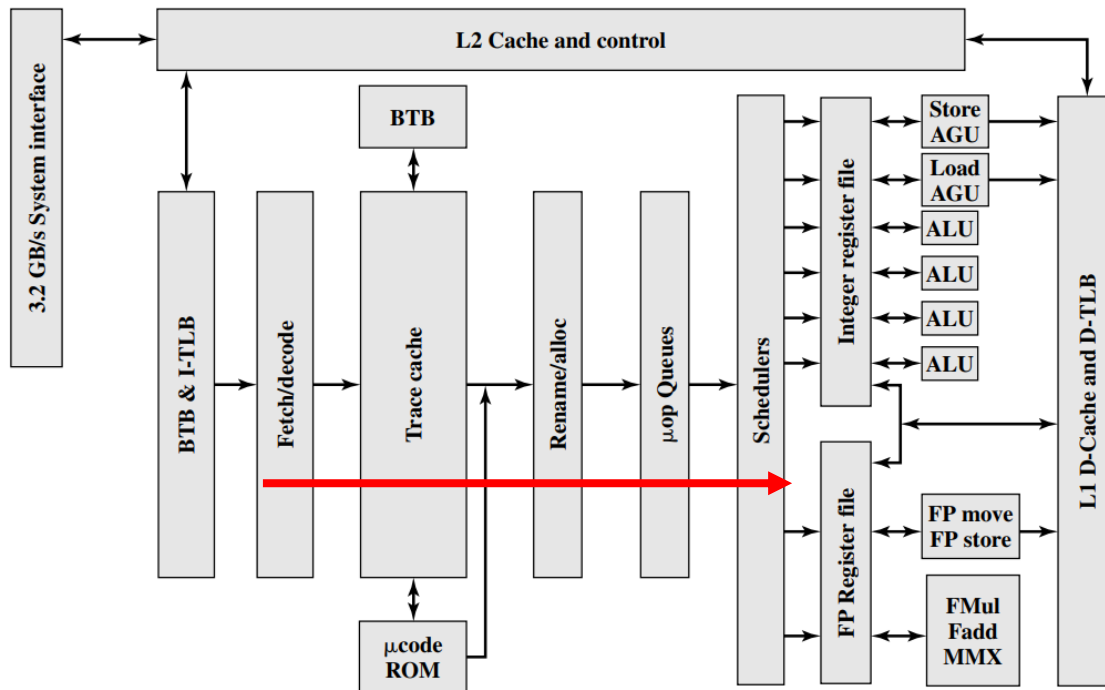 3.2 GB/s System interface
L2 Cache and control
BTB
BTB & I-TLB
Fetch/decode
Trace cache
μcode
ROM
Rename/alloc
μop Queues
Schedulers
Integer register file
FP Register file
Store
AGU
Load
AGU
ALU
ALU
ALU
ALU
FP move
FP store
FMul
Fadd
MMX
L1 D-Cache and D-TLB